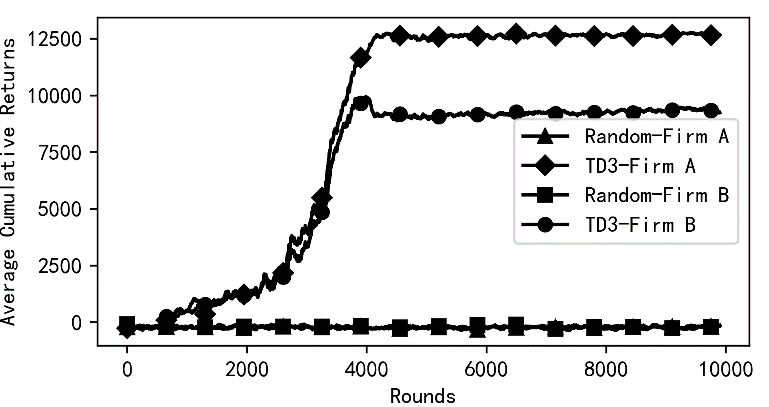 Average Cumulative Returns
12500
10000
7500
5000
2500
0
Random-Firm A
TD3-Firm A
Random-Firm B
TD3-Firm B
0 2000 4000 6000 8000 10000
Rounds